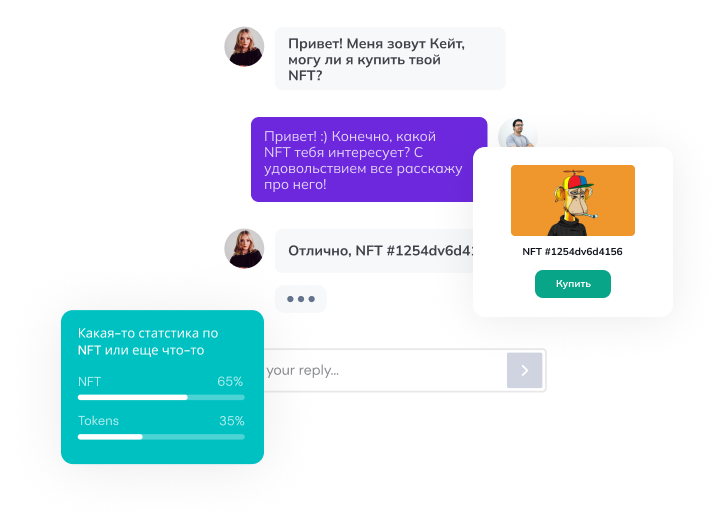 Привет! Меня зовут Кейт,
могу ли я купить твой
NFT?
Привет! :) Конечно, какой
NFT тебя интересует? С
удовольствием все расскажу
про него!
Отлично, NFT #1254dv6d4
NFT #1254dv6d4156
Купить
your reply...
Какая-то статстика по
NFT или еще что-то
NFT 65%
Tokens 35%